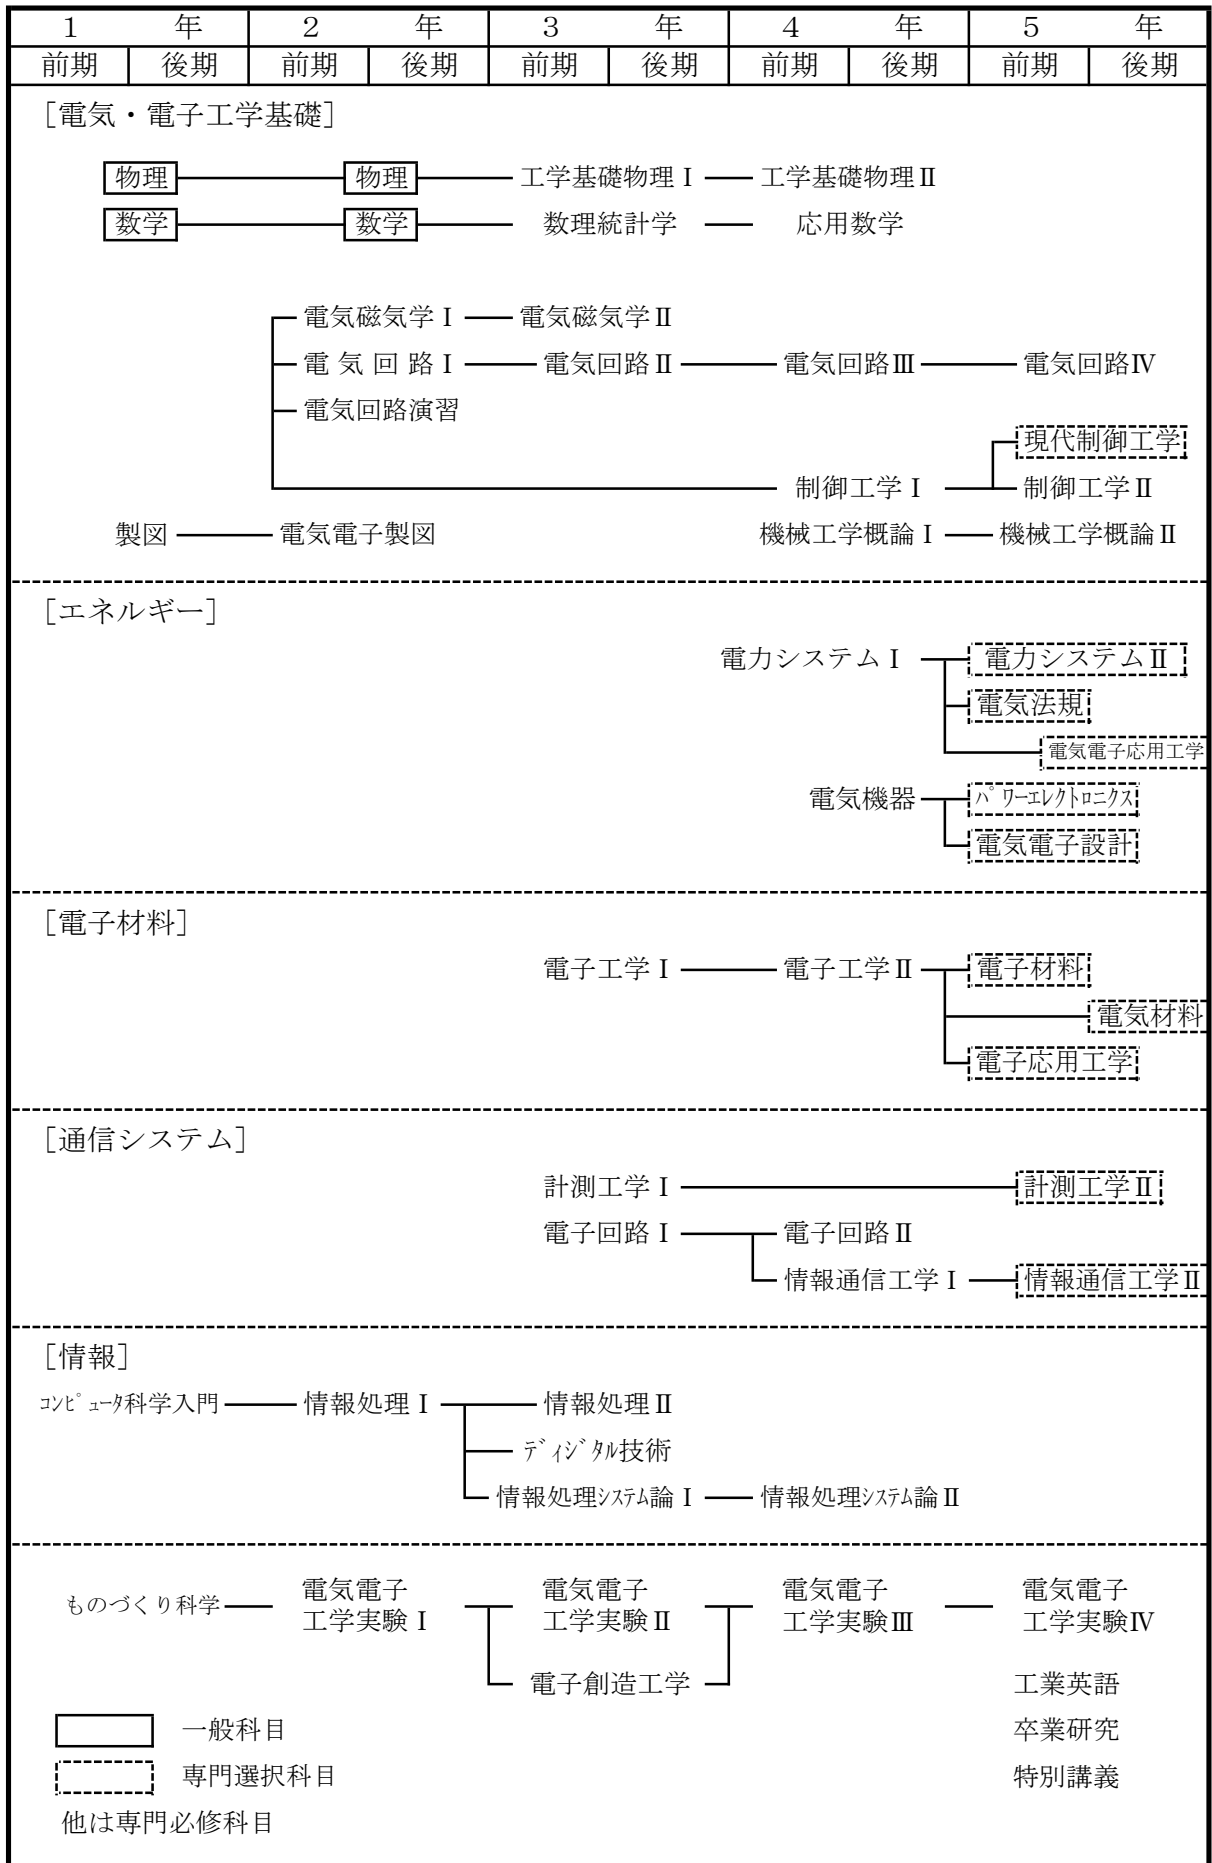 1 年 2 年 3 年 4 年 5 年
前期 後期 前期 後期 前期 後期 前期 後期 前期 後期
[電気・電子工学基礎]
物理 物理 工学基礎物理Ⅰ 工学基礎物理Ⅱ
数学 数学 数理統計学 応用数学
電気磁気学Ⅰ 電気磁気学Ⅱ
電気回路Ⅰ 電気回路Ⅱ 電気回路Ⅲ 電気回路Ⅳ
電気回路演習
現代制御工学
制御工学Ⅰ 制御工学Ⅱ
製図 電気電子製図 機械工学概論Ⅰ 機械工学概論Ⅱ
[エネルギー]
電力システムⅠ 電力システムⅡ
電気法規
電気電子応用工学
電気機器 ﾊﾟﾜｰｴﾚｸﾄﾛﾆｸｽ
電気電子設計
[電子材料]
電子工学Ⅰ 電子工学Ⅱ 電子材料
電気材料
電子応用工学
[通信システム]
計測工学Ⅰ 計測工学Ⅱ
電子回路Ⅰ 電子回路Ⅱ
情報通信工学Ⅰ 情報通信工学Ⅱ
[情報]
ｺﾝﾋﾟｭｰﾀ科学入門 情報処理Ⅰ 情報処理Ⅱ
ﾃﾞｨｼﾞﾀﾙ技術
情報処理ｼｽﾃﾑ論Ⅰ 情報処理ｼｽﾃﾑ論Ⅱ
電気電子 電気電子 電気電子 電気電子
ものづくり科学
工学実験Ⅰ 工学実験Ⅱ 工学実験Ⅲ 工学実験Ⅳ
電子創造工学 工業英語
一般科目 卒業研究
専門選択科目 特別講義
他は専門必修科目